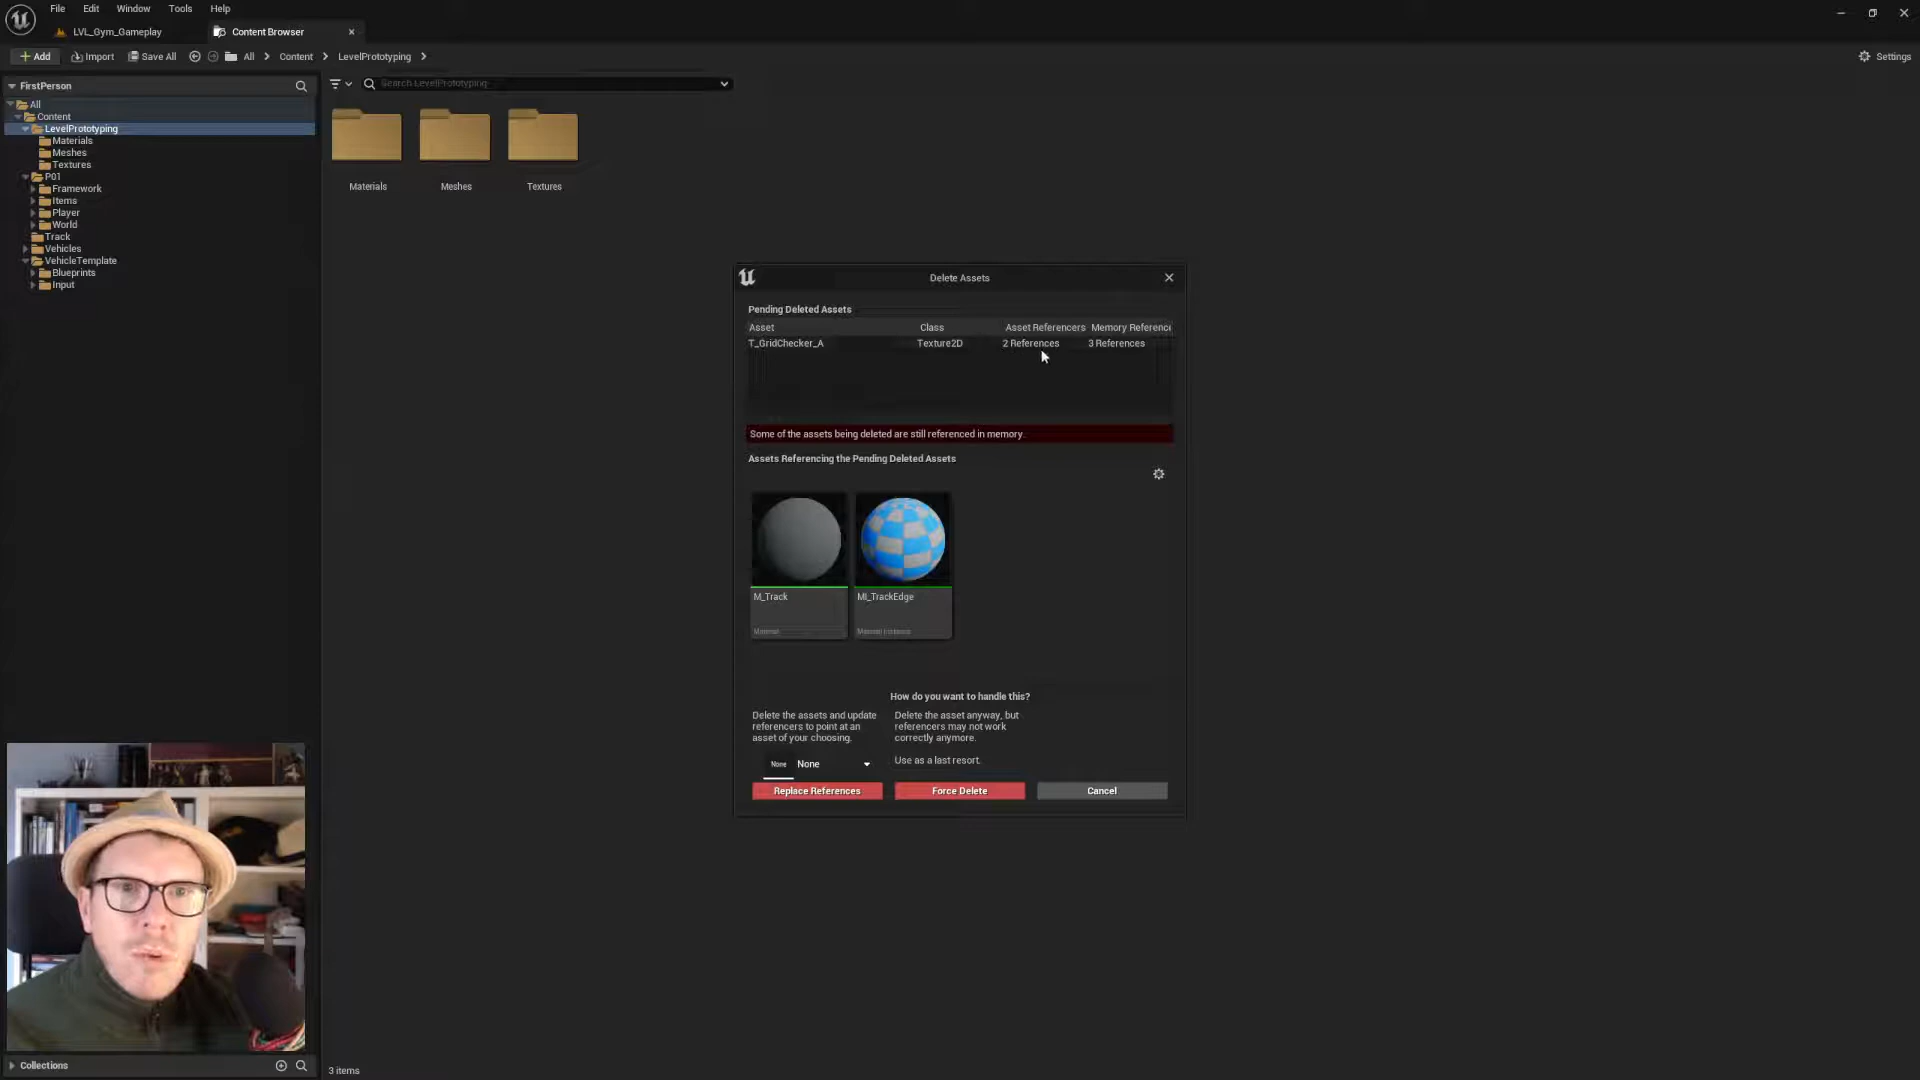 File Edit Window Tools Help
LVL_Gym_Gameplay
Content Browser
Add Import Save All All Content LevelPrototyping Settings
FirstPerson
Search LevelPrototyping
All
Content
LevelPrototyping
Materials
Meshes
Textures
P01
Framework
Items
Player
World
Track
Vehicles
VehicleTemplate
Blueprints
Input
Materials Meshes Textures
Delete Assets
Pending Deleted Assets
Asset Class Asset Referencers Memory Referenc
T_GridChecker_A Texture2D 2 References 3 References
Some of the assets being deleted are still referenced in memory.
Assets Referencing the Pending Deleted Assets
M_Track MI_TrackEdge
Material Material Instance
How do you want to handle this?
Delete the assets and update
referencers to point at an
asset of your choosing.
Delete the asset anyway, but
referencers may not work
correctly anymore.
Use as a last resort.
None None
Replace References Force Delete Cancel
Collections
3 items